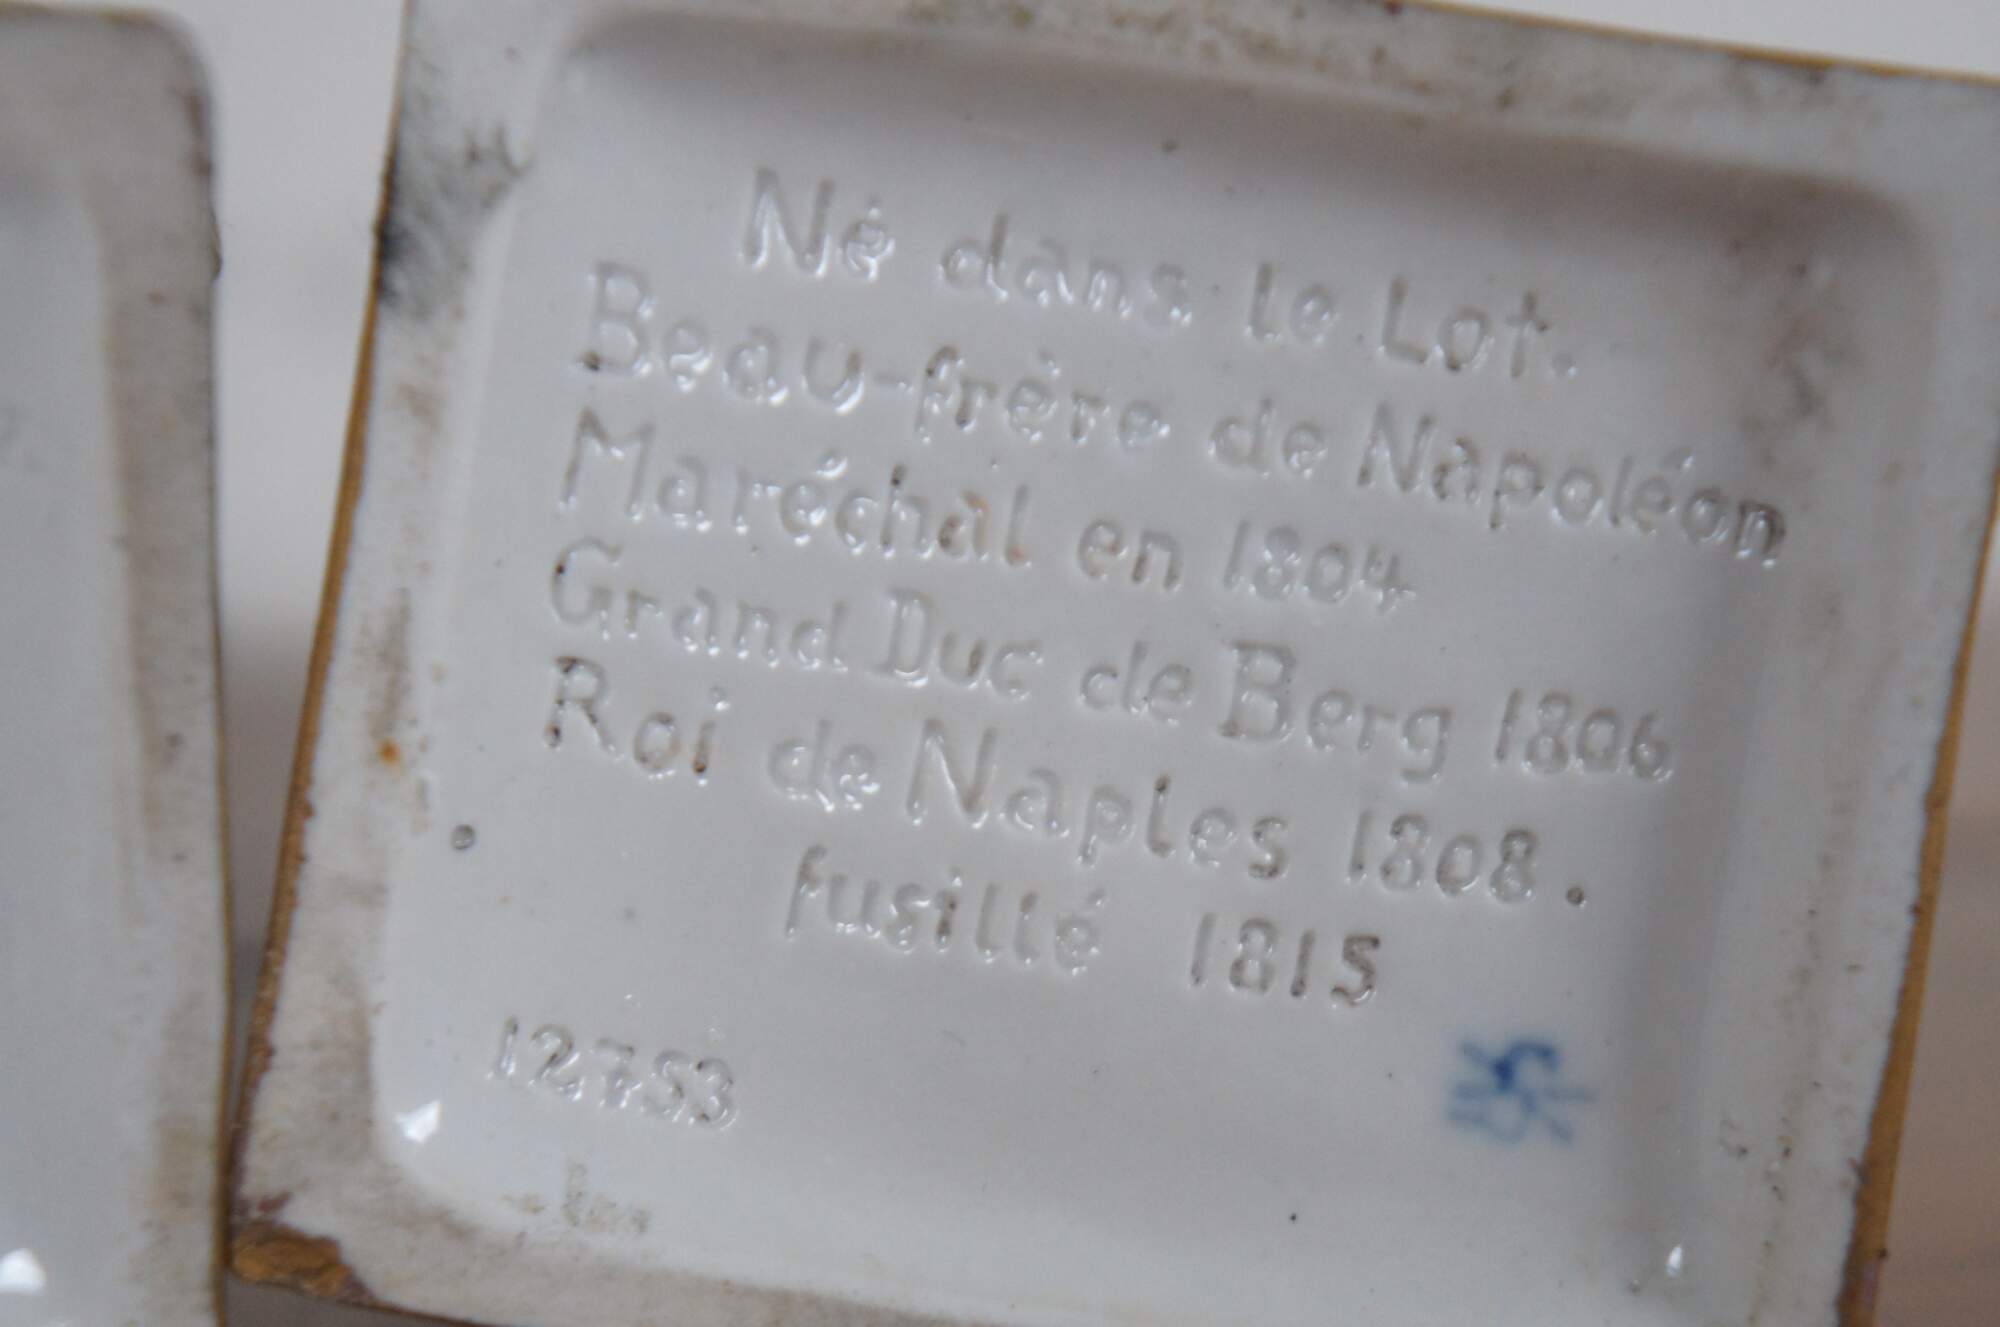 Né dans le Lot.
Beau-frère de Napoléon
Maréchal en 1804
Grand Duc de Berg 1806
Roi de Naples 1808.
fusillé 1815
12753